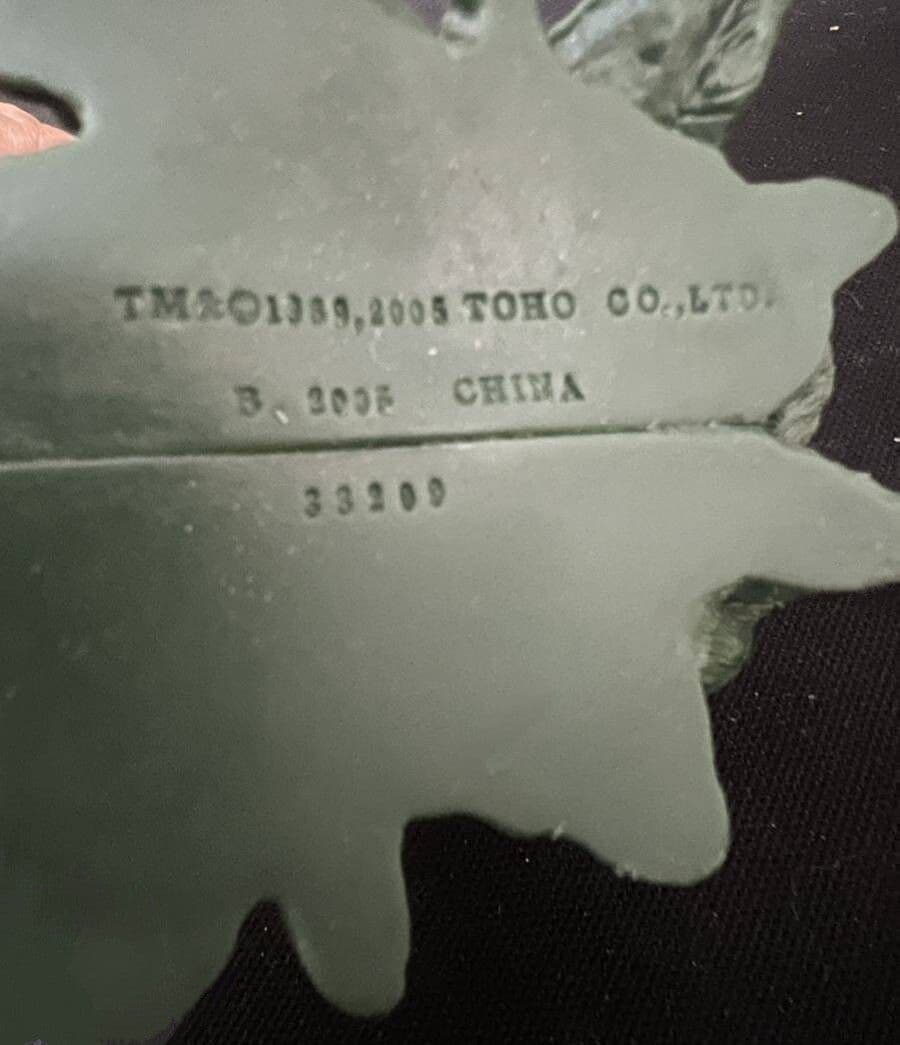 TM&©1989,2005 TOHO CO.,LTD.
B. 2005 CHINA
33209